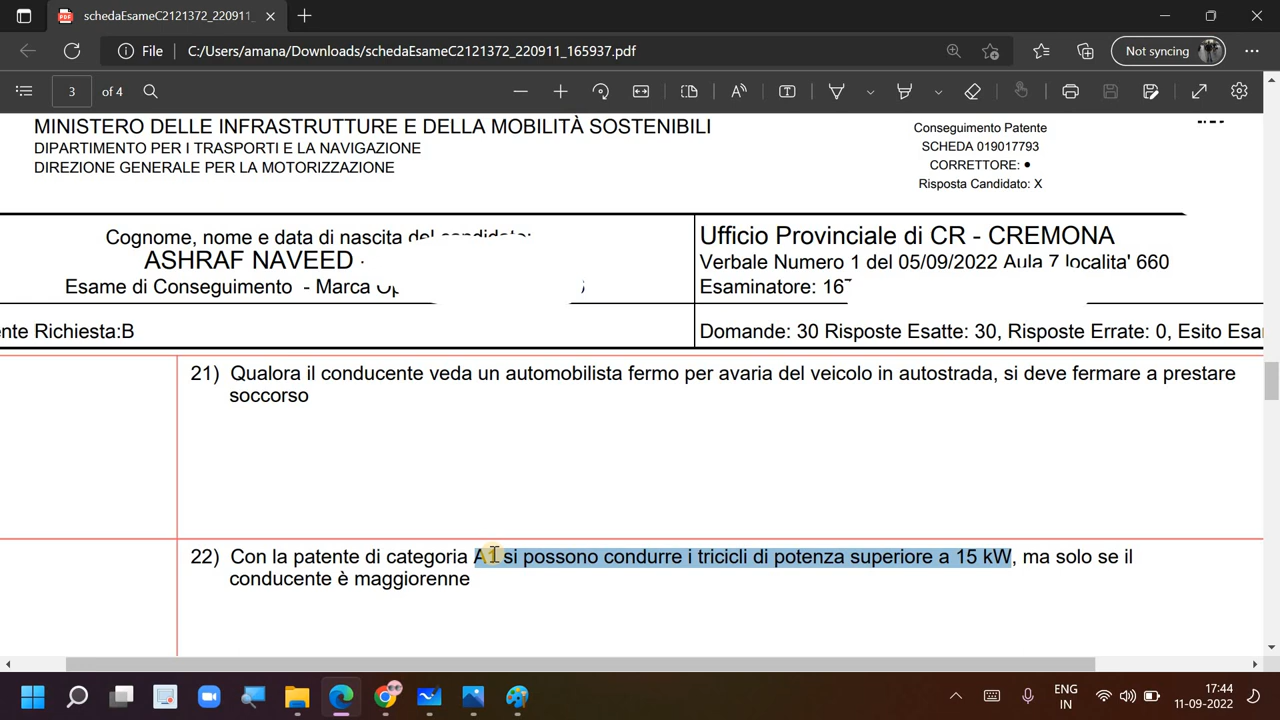 schedaEsameC2121372_220911_
File
C:/Users/amana/Downloads/schedaEsameC2121372_220911_165937.pdf
Not syncing
3 of 4
MINISTERO DELLE INFRASTRUTTURE E DELLA MOBILITÀ SOSTENIBILI
DIPARTIMENTO PER I TRASPORTI E LA NAVIGAZIONE
DIREZIONE GENERALE PER LA MOTORIZZAZIONE
Conseguimento Patente
SCHEDA 019017793
CORRETTORE: ●
Risposta Candidato: X
Cognome, nome e data di nascita del candidato:
ASHRAF NAVEED
Esame di Conseguimento - Marca
Ufficio Provinciale di CR - CREMONA
Verbale Numero 1 del 05/09/2022 Aula 7 localita' 660
Esaminatore: 16
nte Richiesta:B
Domande: 30 Risposte Esatte: 30, Risposte Errate: 0, Esito Esa
21) Qualora il conducente veda un automobilista fermo per avaria del veicolo in autostrada, si deve fermare a prestare
soccorso
22) Con la patente di categoria A1 si possono condurre i tricicli di potenza superiore a 15 kW, ma solo se il
conducente è maggiorenne
ENG
IN
17:44
11-09-2022